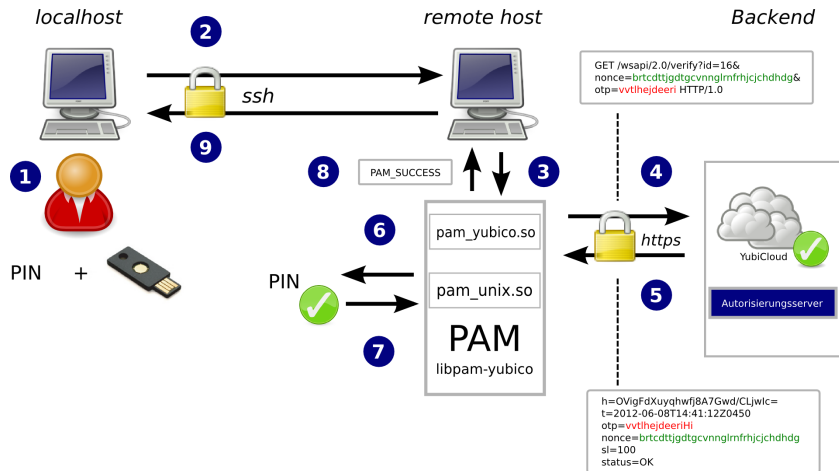 localhost
remote host
Backend
2
GET /wsapi/2.0/verify?id=16&
nonce=brtcdttjgdtgcvnnglrnfrhjcjchdhdg&
otp=vvtlhejdeeri HTTP/1.0
ssh
9
1
8
PAM_SUCCESS
3
4
6
pam_yubico.so
https
YubiCloud
PIN +
PIN
pam_unix.so
5
Autorisierungsserver
7
PAM
libpam-yubico
h=OVigFdXuyqhwfj8A7Gwd/CLjwIc=
t=2012-06-08T14:41:12Z0450
otp=vvtlhejdeeriHi
nonce=brtcdttjgdtgcvnnglrnfrhjcjchdhdg
sl=100
status=OK